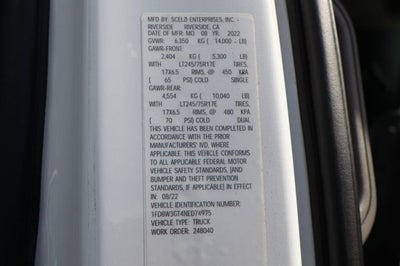 MFG. BY SCELD ENTERPRISES, INC. -
RIVERSIDE RIVERSIDE, CA
DATE OF MFG: MO 08 YR 2022
GVWR: 6,350 KG ( 14,000 LB)
GAWR-FRONT:
2,404 KG ( 5,300 LB)
WITH LT245/75R17E TIRES,
17X6.5 RIMS, @ 450 KPA
( 65 PSI) COLD SINGLE
GAWR-REAR:
4,554 KG ( 10,040 LB)
WITH LT245/75R17E TIRES,
17X6.5 RIMS, @ 480 KPA
( 70 PSI) COLD DUAL
THIS VEHICLE HAS BEEN COMPLETED
IN ACCORDANCE WITH THE PRIOR
MANUFACTURERS' IVD. WHERE
APPLICABLE. THIS VEHICLE CONFORMS
TO ALL APPLICABLE FEDERAL MOTOR
VEHICLE SAFETY STANDARDS, [AND
BUMPER AND THEFT PREVENTION
STANDARDS, IF APPLICABLE] IN EFFECT
IN: 08/22
VEHICLE IDENTIFICATION NUMBER:
1FD8W3GT4NED74975
VEHICLE TYPE: TRUCK
WORK ORDER: 248040